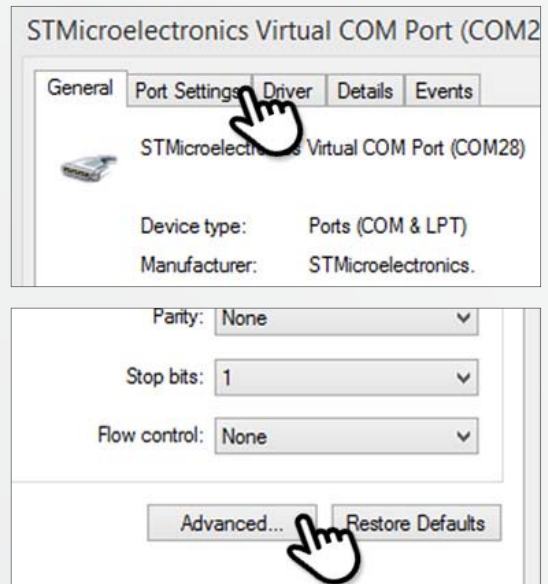 STMicroelectronics Virtual COM Port (COM2
General Port Settings Driver Details Events
STMicroelectronics Virtual COM Port (COM28)
Device type: Ports (COM & LPT)
Manufacturer: STMicroelectronics.
Parity: None
Stop bits: 1
Flow control: None
Advanced... Restore Defaults